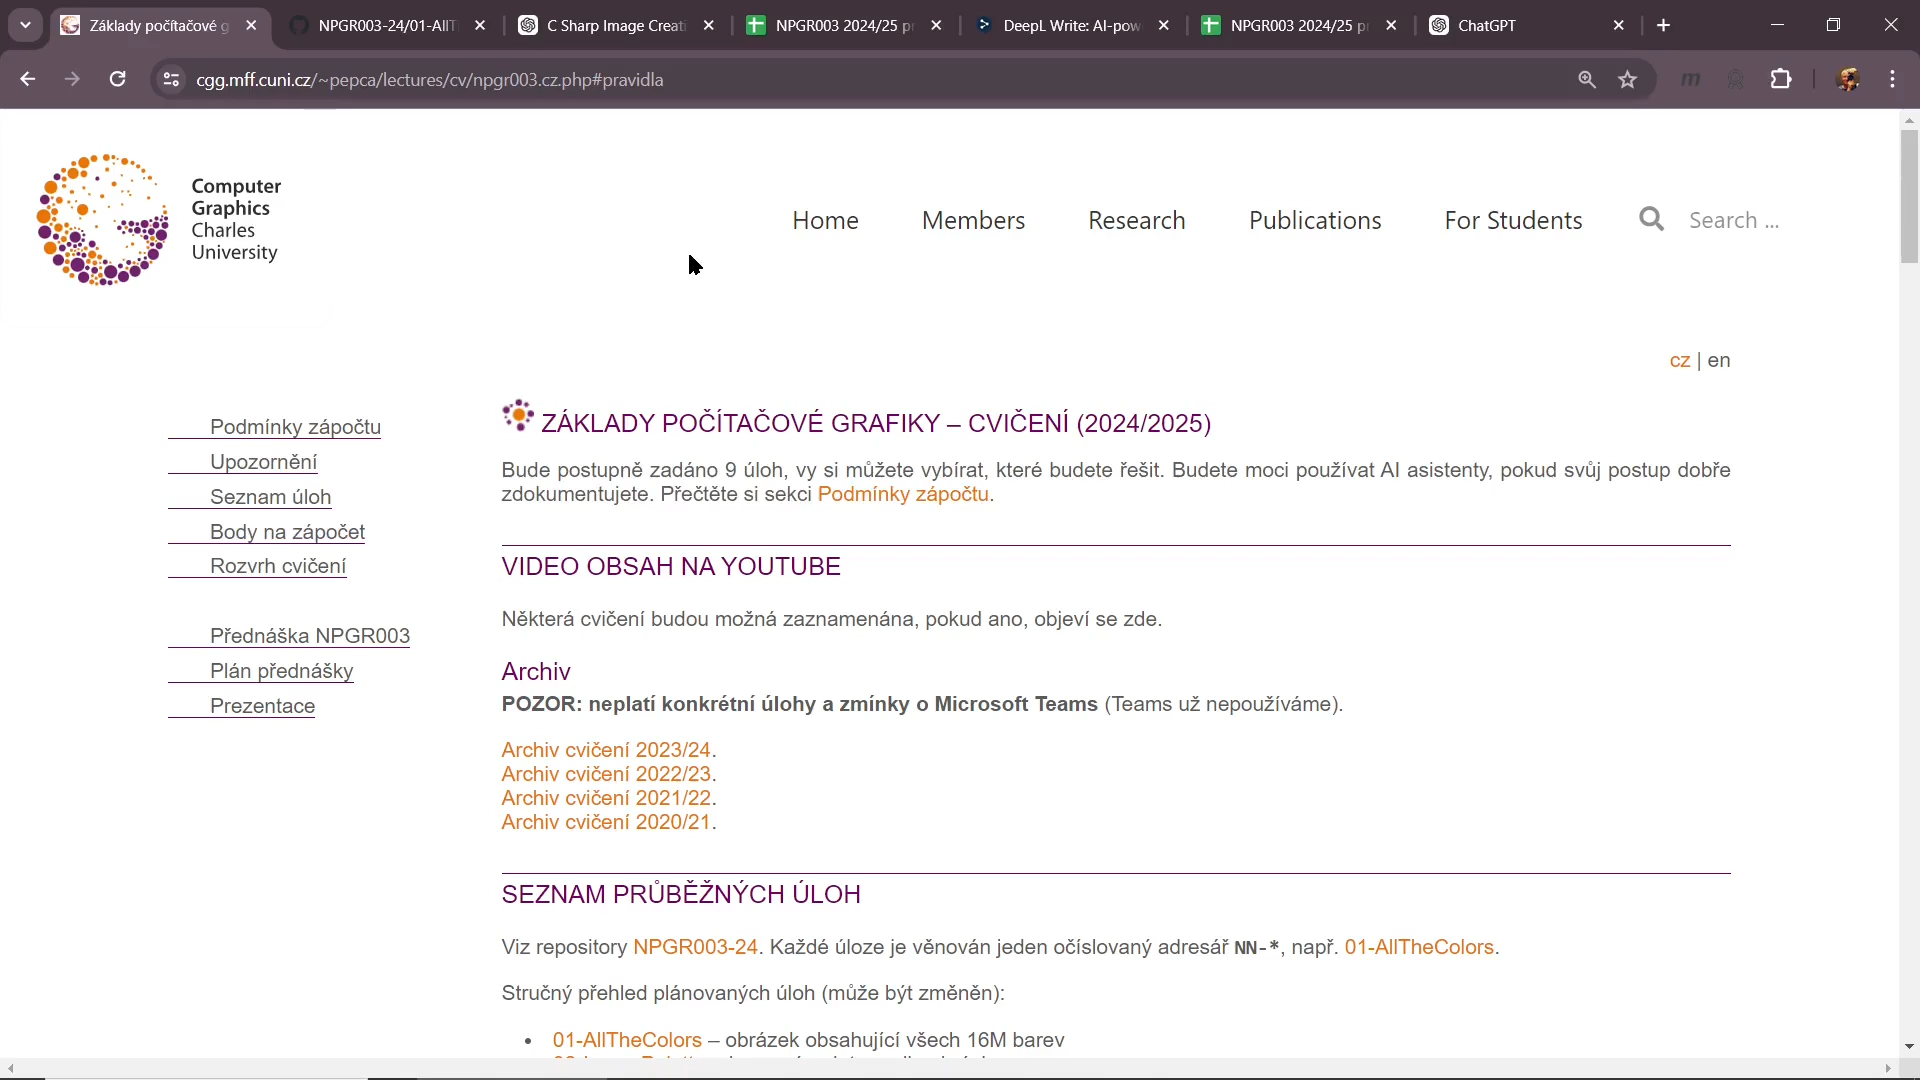 Základy počítačové g
NPGR003-24/01-AllT
C Sharp Image Creati
NPGR003 2024/25 p
DeepL Write: AI-pow
NPGR003 2024/25 p
ChatGPT
cgg.mff.cuni.cz/~pepca/lectures/cv/npgr003.cz.php#pravidla
Computer
Graphics
Charles
University
Home
Members
Research
Publications
For Students
Search ...
cz | en
Podmínky zápočtu
Upozornění
Seznam úloh
Body na zápočet
Rozvrh cvičení
Přednáška NPGR003
Plán přednášky
Prezentace
ZÁKLADY POČÍTAČOVÉ GRAFIKY – CVIČENÍ (2024/2025)
Bude postupně zadáno 9 úloh, vy si můžete vybírat, které budete řešit. Budete moci používat AI asistenty, pokud svůj postup dobře
zdokumentujete. Přečtěte si sekci Podmínky zápočtu.
VIDEO OBSAH NA YOUTUBE
Některá cvičení budou možná zaznamenána, pokud ano, objeví se zde.
Archiv
POZOR: neplatí konkrétní úlohy a zmínky o Microsoft Teams (Teams už nepoužíváme).
Archiv cvičení 2023/24.
Archiv cvičení 2022/23.
Archiv cvičení 2021/22.
Archiv cvičení 2020/21.
SEZNAM PRŮBĚŽNÝCH ÚLOH
Viz repository NPGR003-24. Každé úloze je věnován jeden očíslovaný adresář NN-*, např. 01-AllTheColors.
Stručný přehled plánovaných úloh (může být změněn):
• 01-AllTheColors – obrázek obsahující všech 16M barev